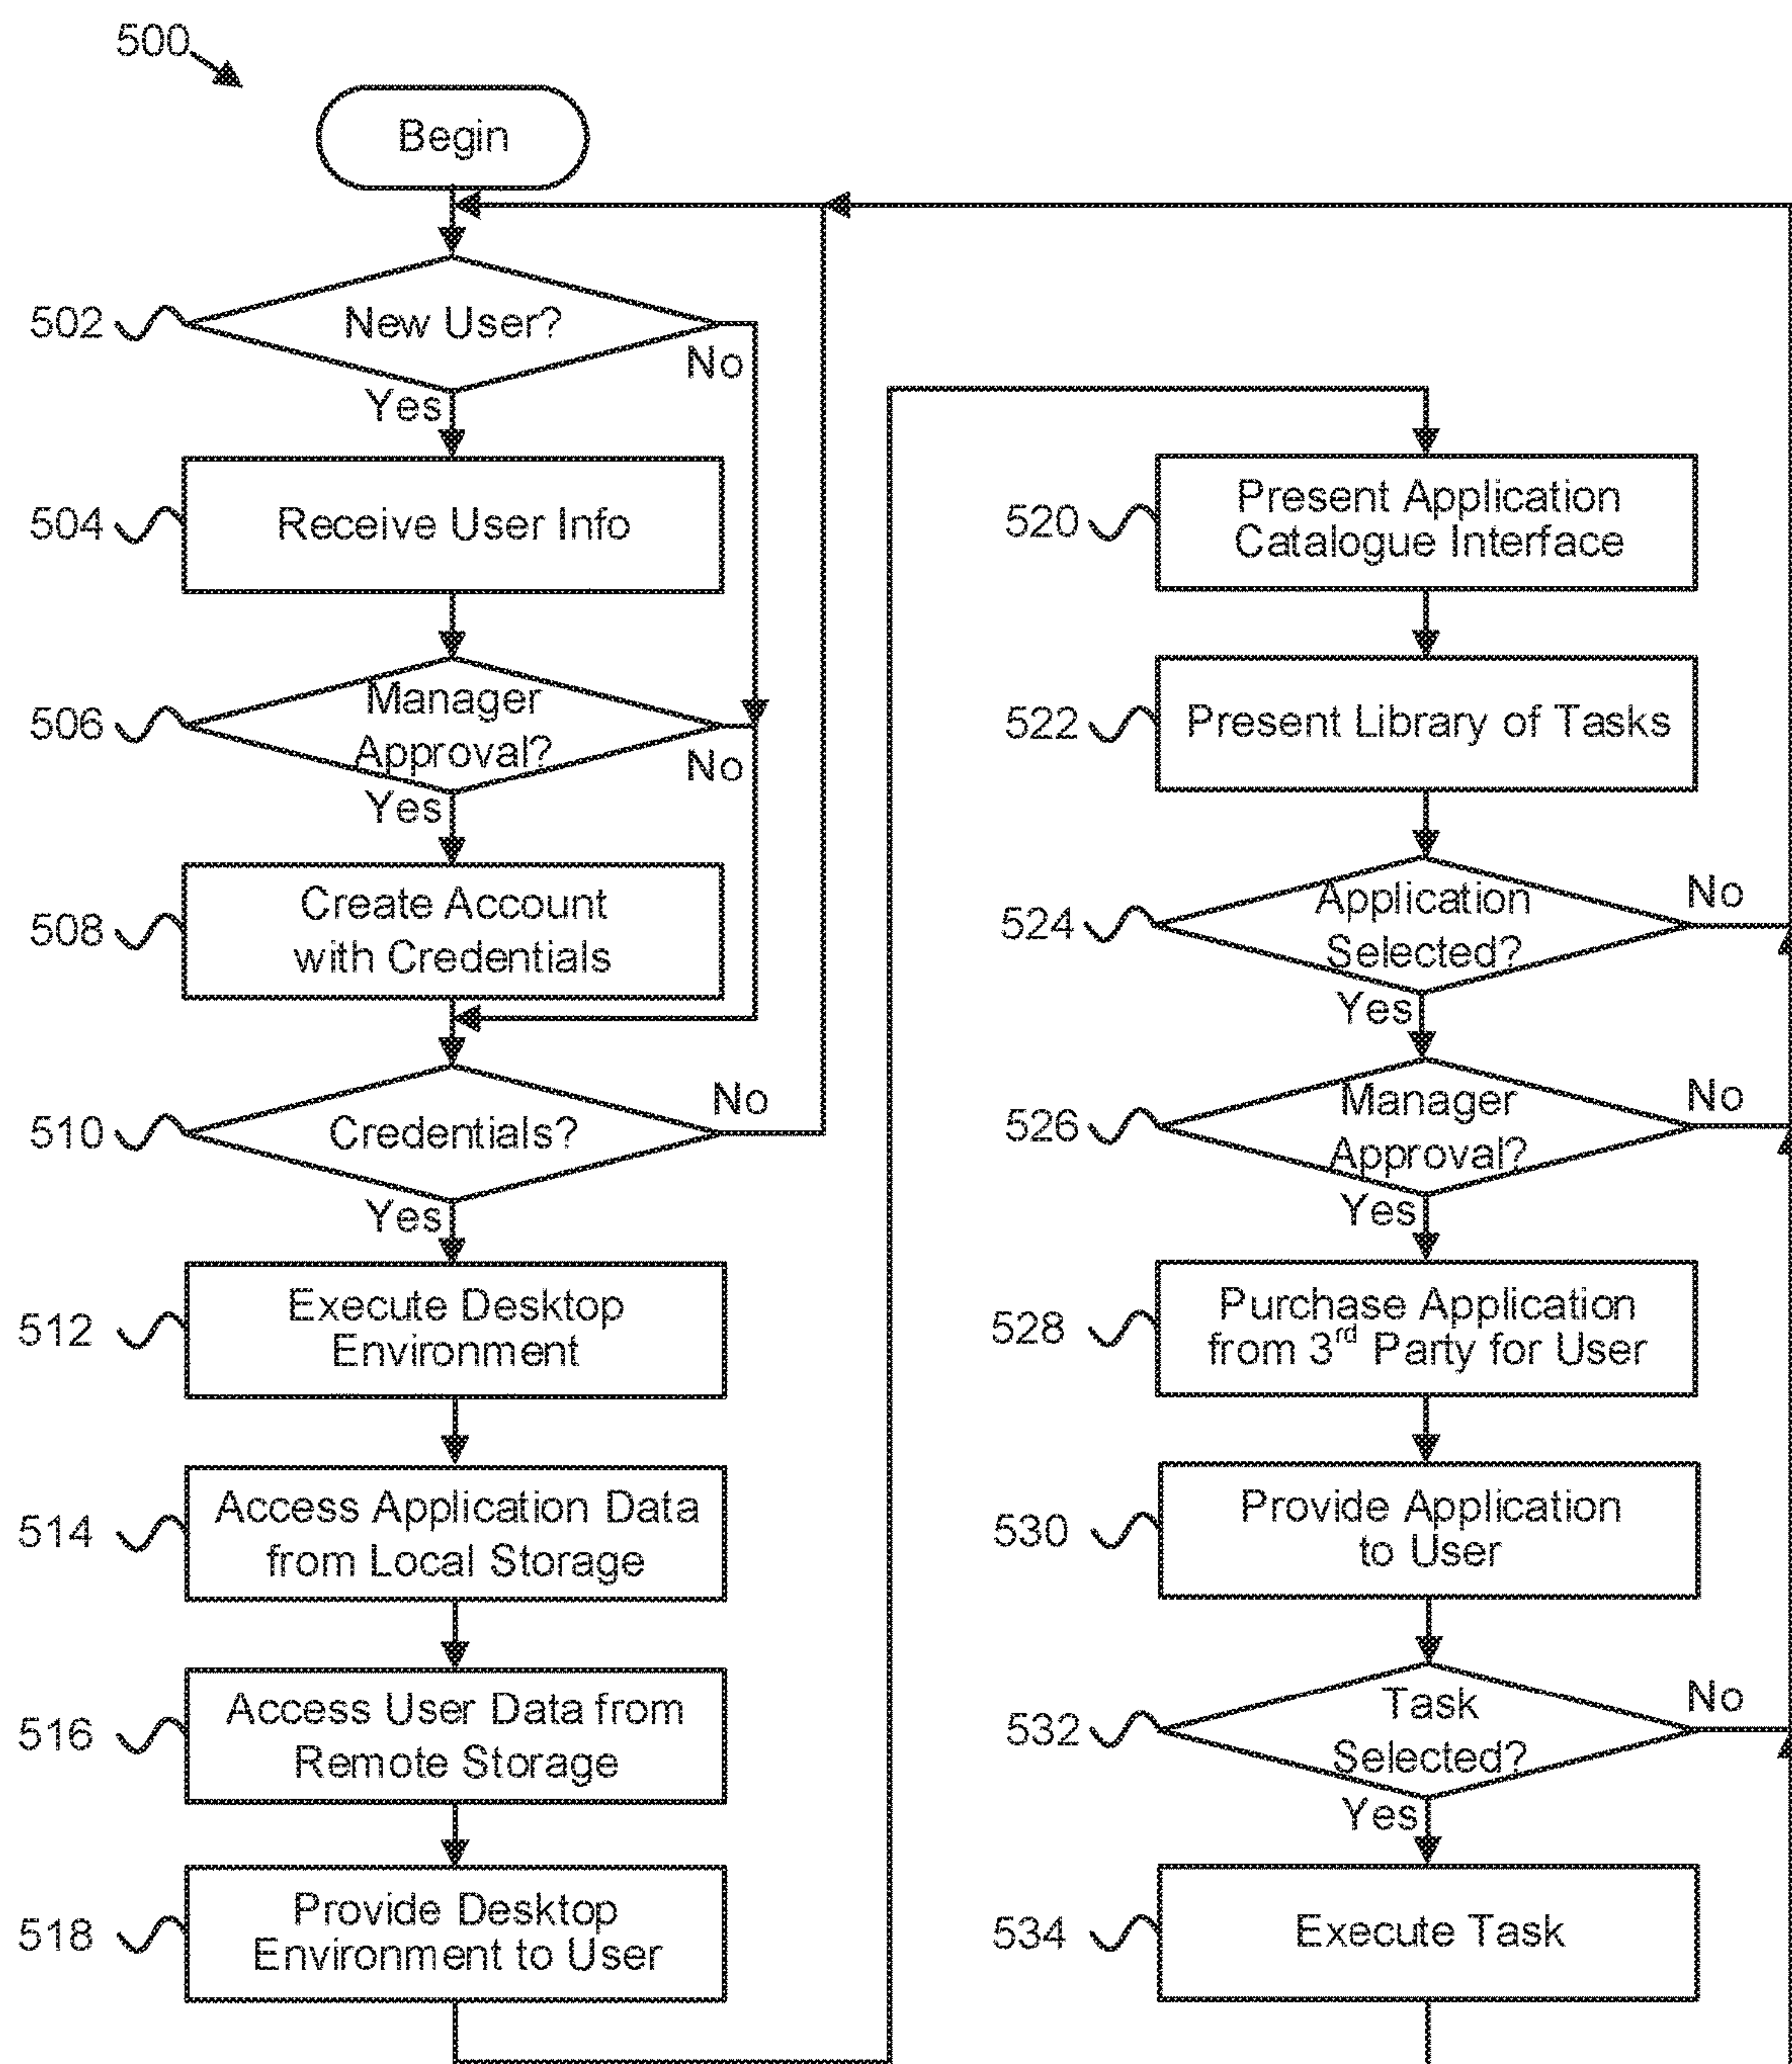 500
Begin
502
New User?
No
Yes
504
Receive User Info
506
Manager
Approval?
No
Yes
508
Create Account
with Credentials
510
Credentials?
No
Yes
512
Execute Desktop
Environment
514
Access Application Data
from Local Storage
516
Access User Data from
Remote Storage
518
Provide Desktop
Environment to User
520
Present Application
Catalogue Interface
522
Present Library of Tasks
524
Application
Selected?
No
Yes
526
Manager
Approval?
No
Yes
528
Purchase Application
from 3rd Party for User
530
Provide Application
to User
532
Task
Selected?
No
Yes
534
Execute Task